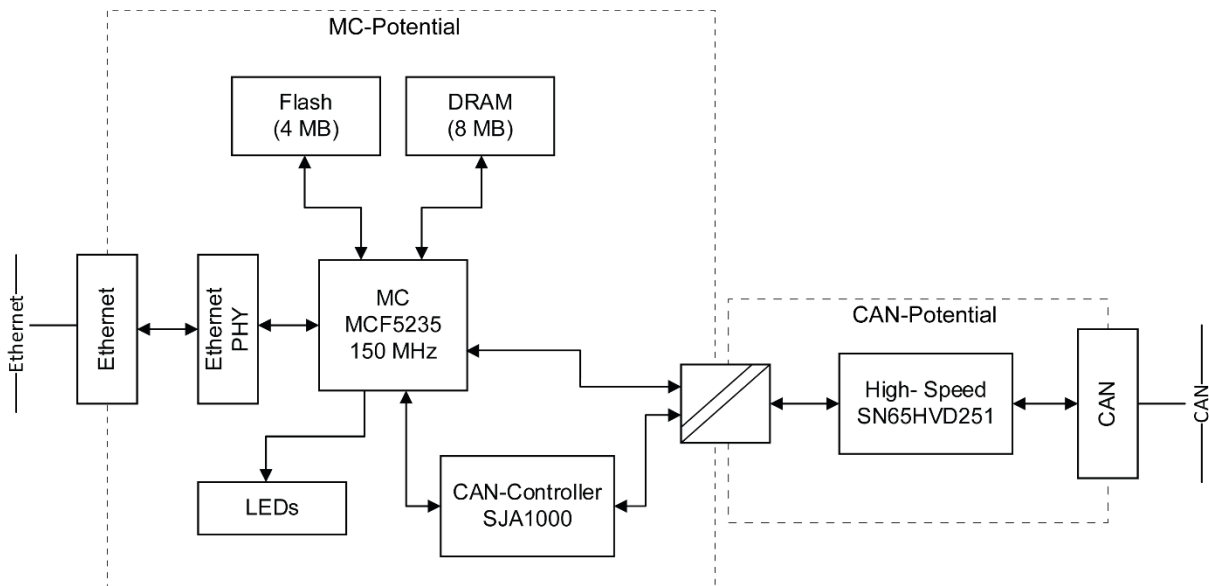 MC-Potential
Flash
(4 MB)
DRAM
(8 MB)
Ethernet
Ethernet
Ethernet
PHY
MC
MCF5235
150 MHz
LEDs
CAN-Controller
SJA1000
CAN-Potential
High- Speed
SN65HVD251
CAN
CAN